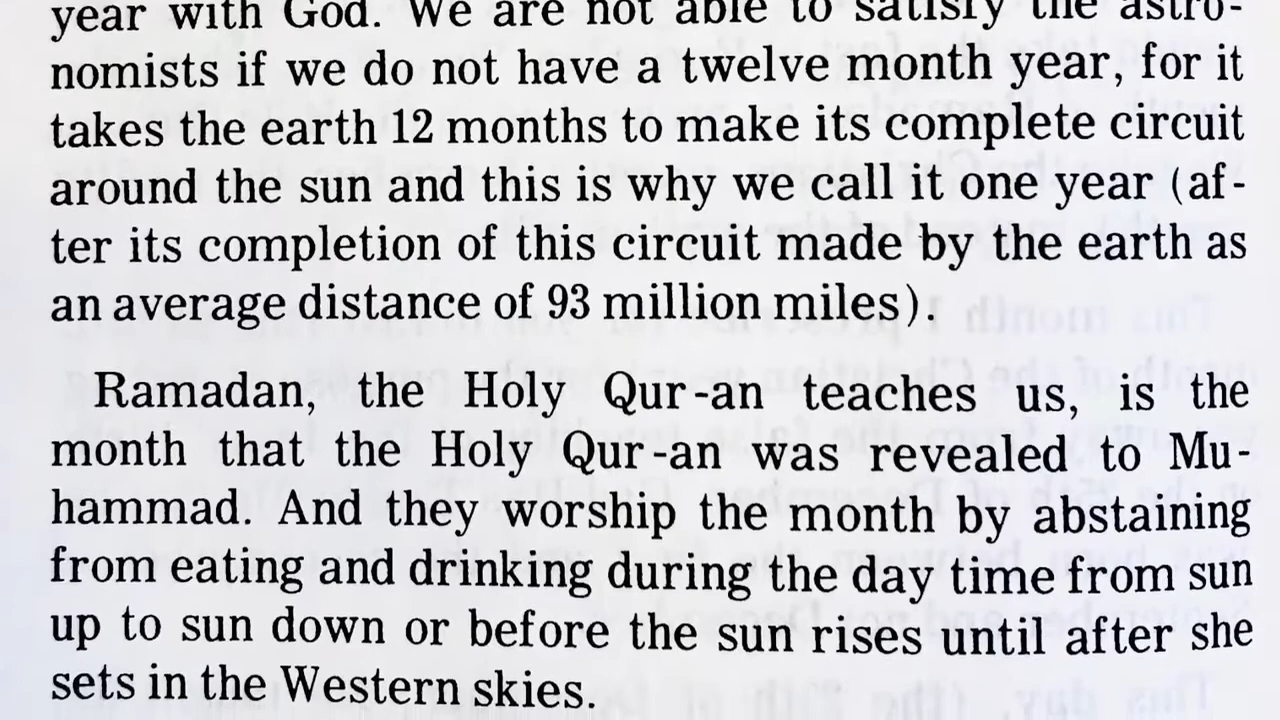 year with God. We are not able to satisfy the astro-
nomists if we do not have a twelve month year, for it
takes the earth 12 months to make its complete circuit
around the sun and this is why we call it one year (af-
ter its completion of this circuit made by the earth as
an average distance of 93 million miles).
Ramadan, the Holy Qur-an teaches us, is the
month that the Holy Qur-an was revealed to Mu-
hammad. And they worship the month by abstaining
from eating and drinking during the day time from sun
up to sun down or before the sun rises until after she
sets in the Western skies.